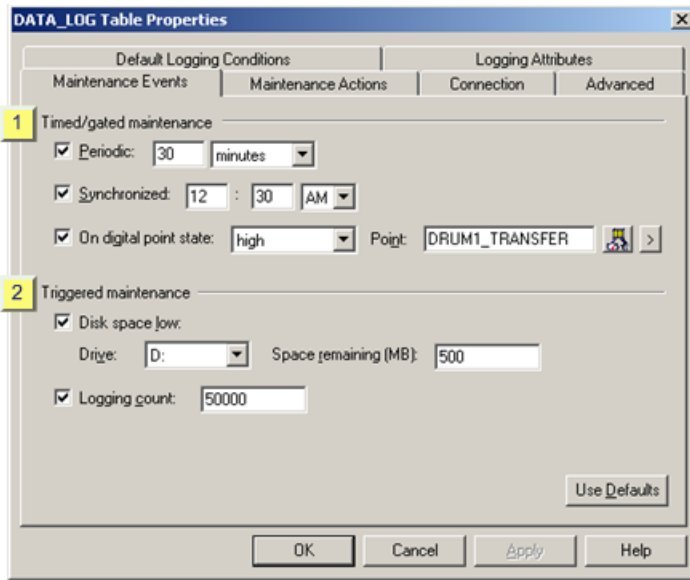 DATA_LOG Table Properties
Default Logging Conditions Logging Attributes
Maintenance Events Maintenance Actions Connection Advanced
1 Timed/gated maintenance
Periodic: 30 minutes
Synchronized: 12 : 30 AM
On digital point state: high Point: DRUM1_TRANSFER >
2 Triggered maintenance
Disk space low:
Drive: D: Space remaining (MB): 500
Logging count: 50000
Use Defaults
OK Cancel Apply Help